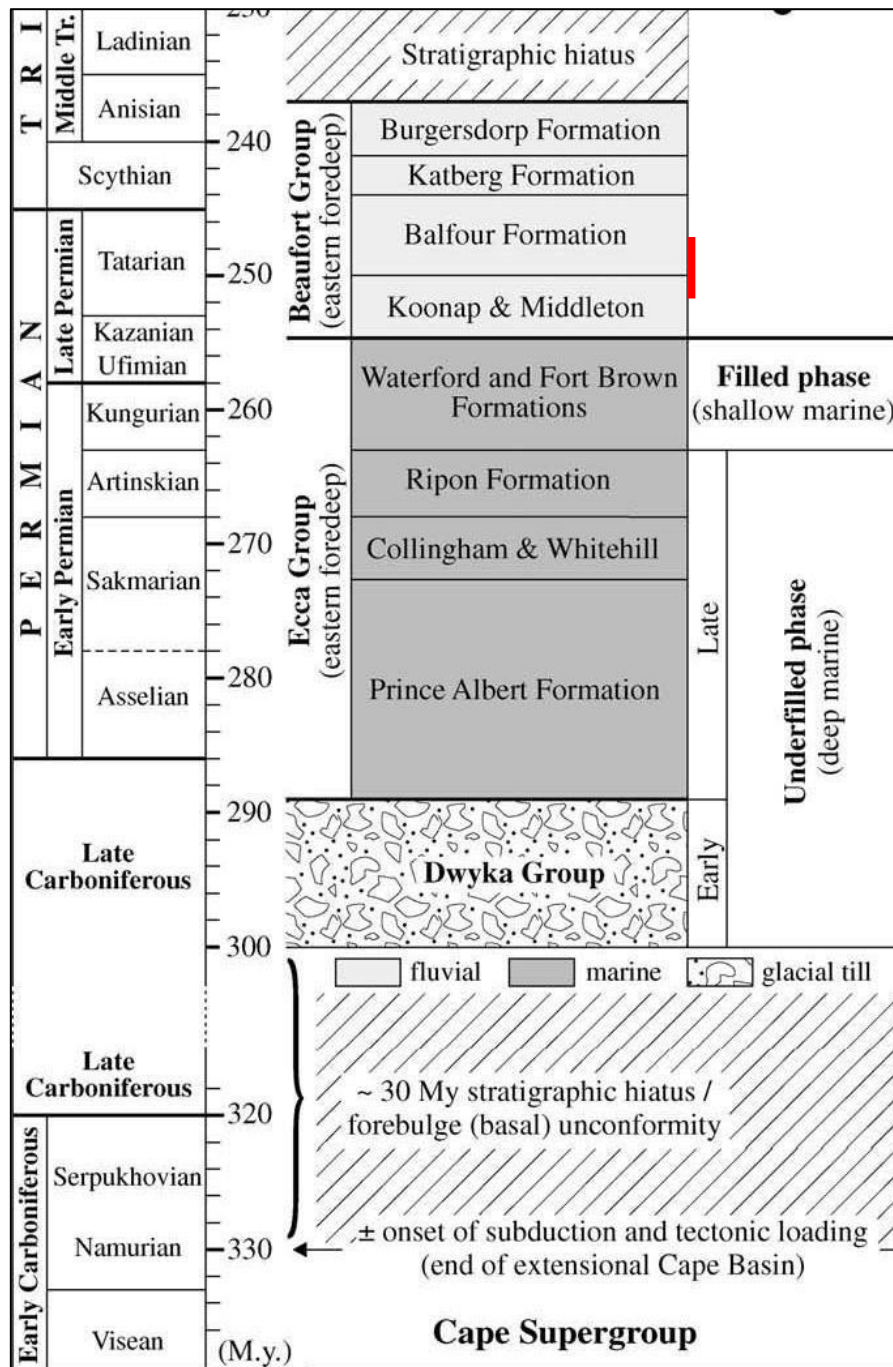 T R I
Middle Tr.
Ladinian
Anisian
Scythian
P E R M I A N
Late Permian
Tatarian
Kazanian
Ufimian
Early Permian
Kungurian
Artinskian
Sakmarian
Asselian
Late
Carboniferous
Late
Carboniferous
Early Carboniferous
Serpukhovian
Namurian
Visean
240
250
260
270
280
290
300
320
330
(M.y.)
Stratigraphic hiatus
Beaufort Group
(eastern foredeep)
Burgersdorp Formation
Katberg Formation
Balfour Formation
Koonap & Middleton
Ecca Group
(eastern foredeep)
Waterford and Fort Brown
Formations
Ripon Formation
Collingham & Whitehill
Prince Albert Formation
Dwyka Group
Filled phase
(shallow marine)
Late
Early
Underfilled phase
(deep marine)
fluvial
marine
glacial till
~ 30 My stratigraphic hiatus /
forebulge (basal) unconformity
± onset of subduction and tectonic loading
(end of extensional Cape Basin)
Cape Supergroup